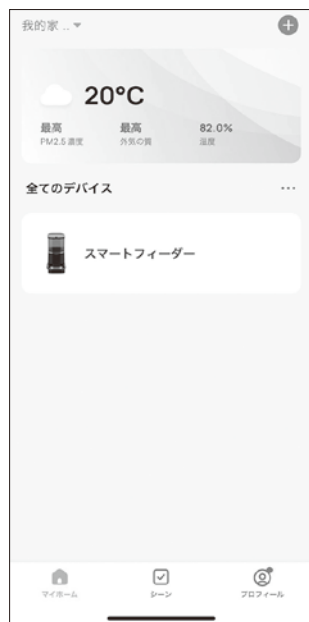 我的家 ..
20°C
最高 最高 82.0%
PM2.5 濃度 外気の質 湿度
全てのデバイス
スマートフィーダー
マイホーム シーン プロフィール